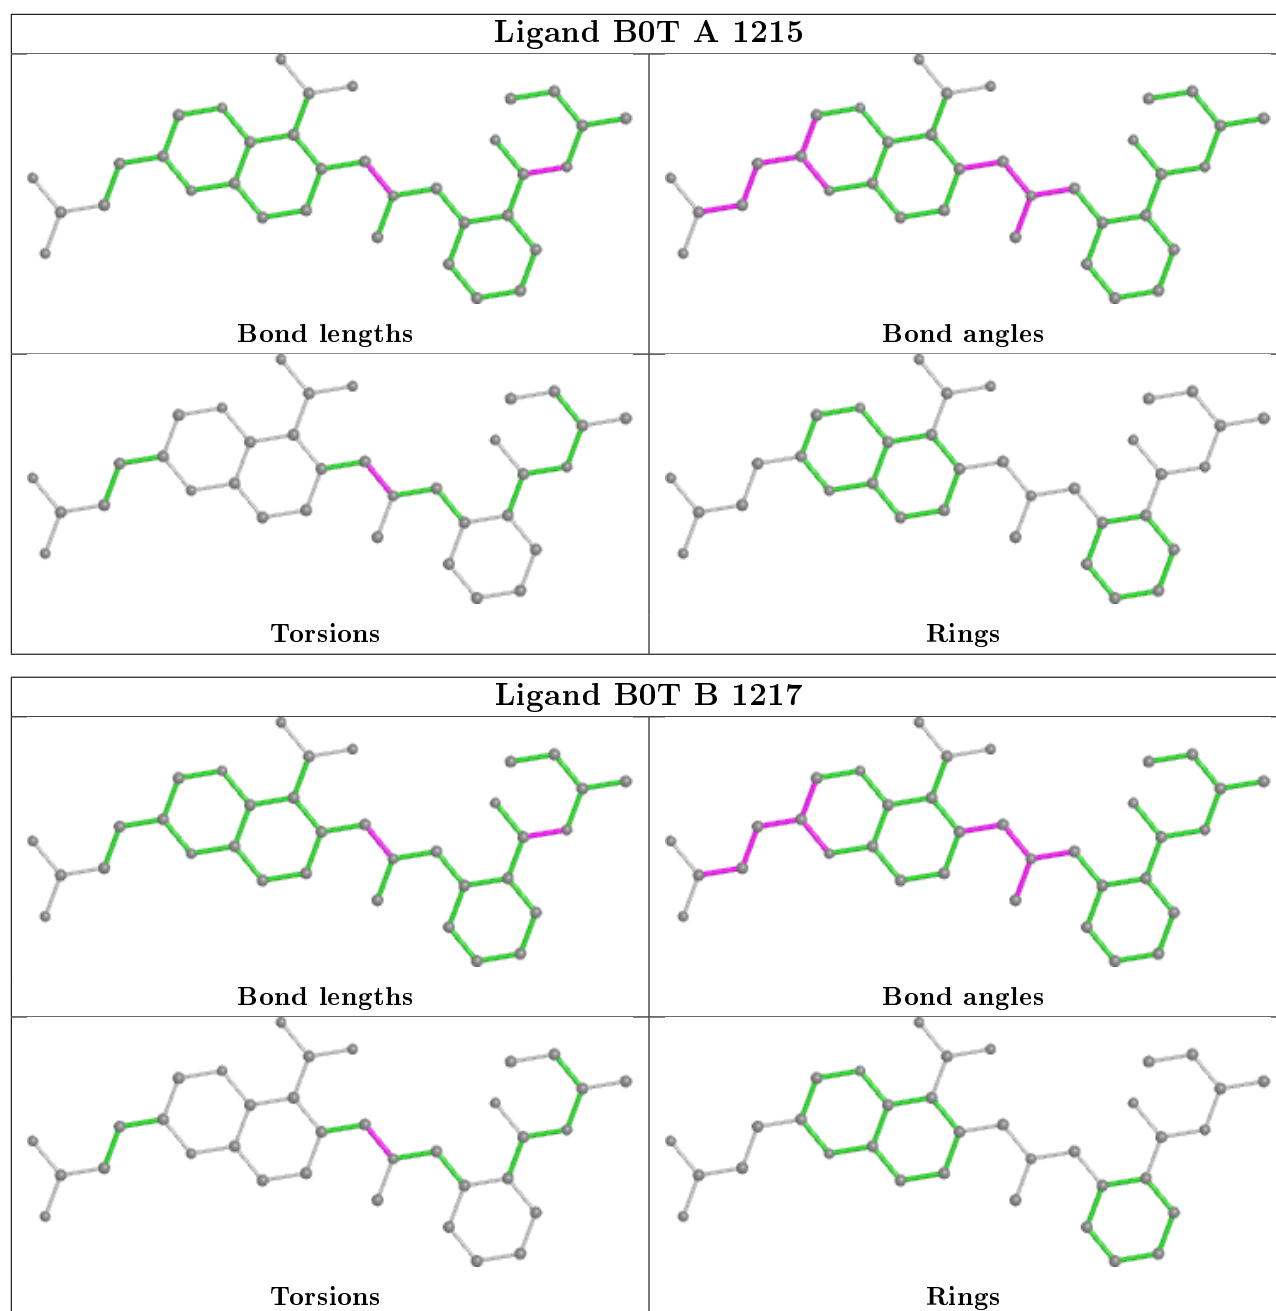 Ligand B0T A 1215
Bond lengths
Bond angles
Torsions
Rings
Ligand B0T B 1217
Bond lengths
Bond angles
Torsions
Rings